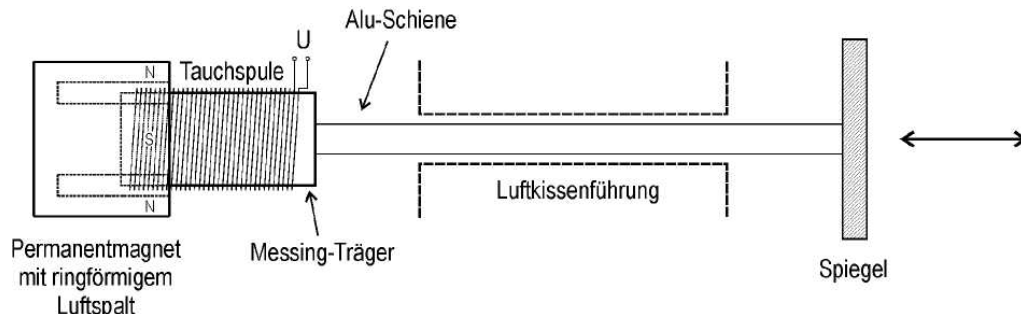 Alu-Schiene
U
N
Tauchspule
S
N
Luftkissenführung
Messing-Träger
Permanentmagnet
mit ringförmigem
Luftspalt
Spiegel